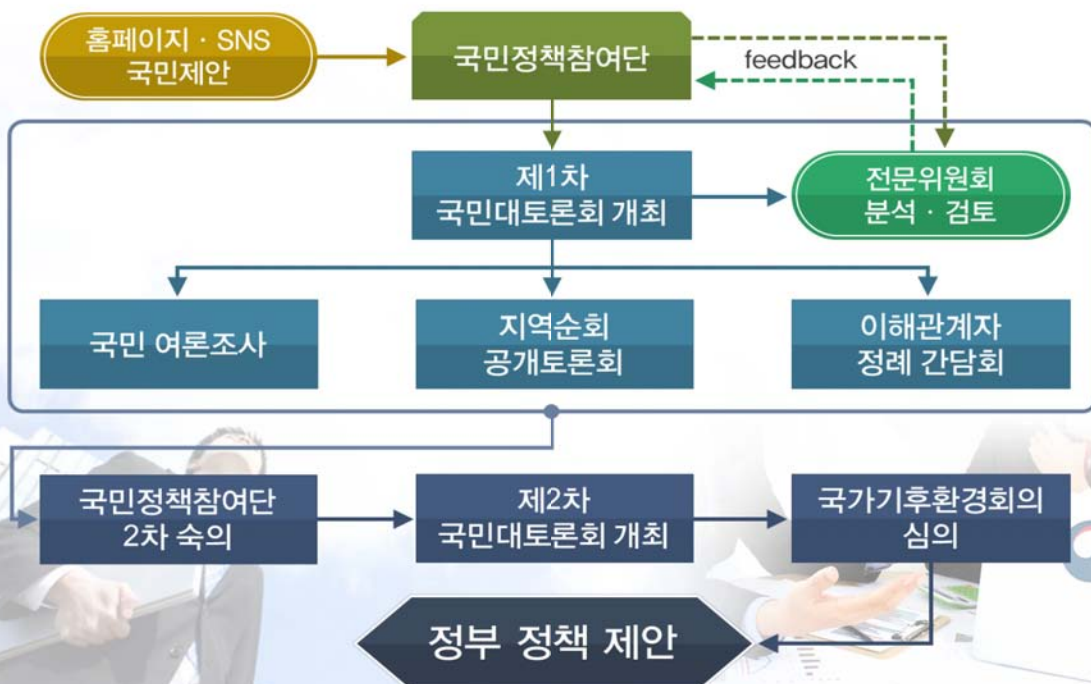 홈페이지 · SNS
국민제안
국민정책참여단
feedback
제1차
국민대토론회 개최
전문위원회
분석 · 검토
국민 여론조사
지역순회
공개토론회
이해관계자
정례 간담회
국민정책참여단
2차 숙의
제2차
국민대토론회 개최
국가기후환경회의
심의
정부 정책 제안